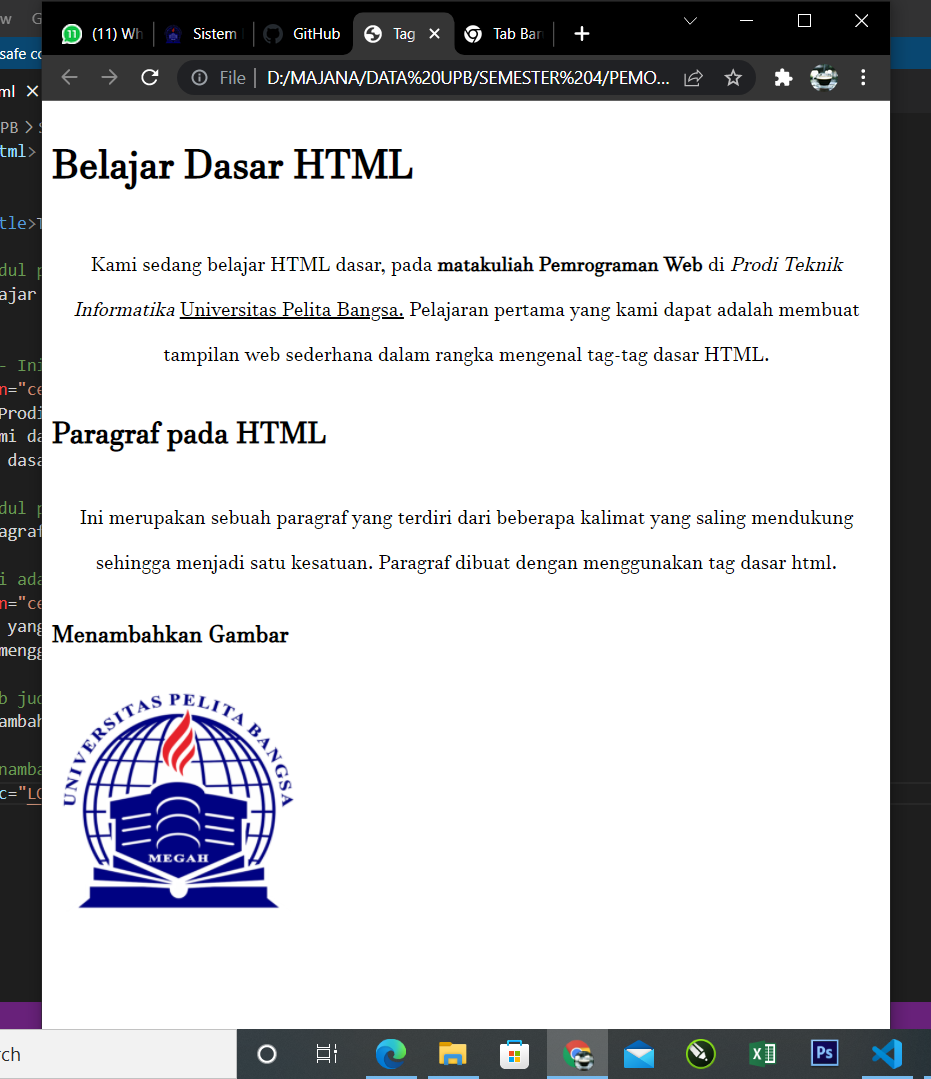 (11) Wh
Sistem
GitHub
Tag
Tab Bar
File
D:/MAJANA/DATA%20UPB/SEMESTER%204/PEMO...
safe co
ml
PB
tml>
tle>
Belajar Dasar HTML
dul p
ajar
Kami sedang belajar HTML dasar, pada matakuliah Pemrograman Web di Prodi Teknik
Informatika Universitas Pelita Bangsa. Pelajaran pertama yang kami dapat adalah membuat
tampilan web sederhana dalam rangka mengenal tag-tag dasar HTML.
- Ini
n="ce
Prodi
mi da
dasa
Paragraf pada HTML
dul p
agraf
Ini merupakan sebuah paragraf yang terdiri dari beberapa kalimat yang saling mendukung
sehingga menjadi satu kesatuan. Paragraf dibuat dengan menggunakan tag dasar html.
i ada
n="ce
yang
mengg
Menambahkan Gambar
b jud
ambah
namba
c="LO
UNIVERSITAS PELITA BANGSA
MEGAH
rch
Ps